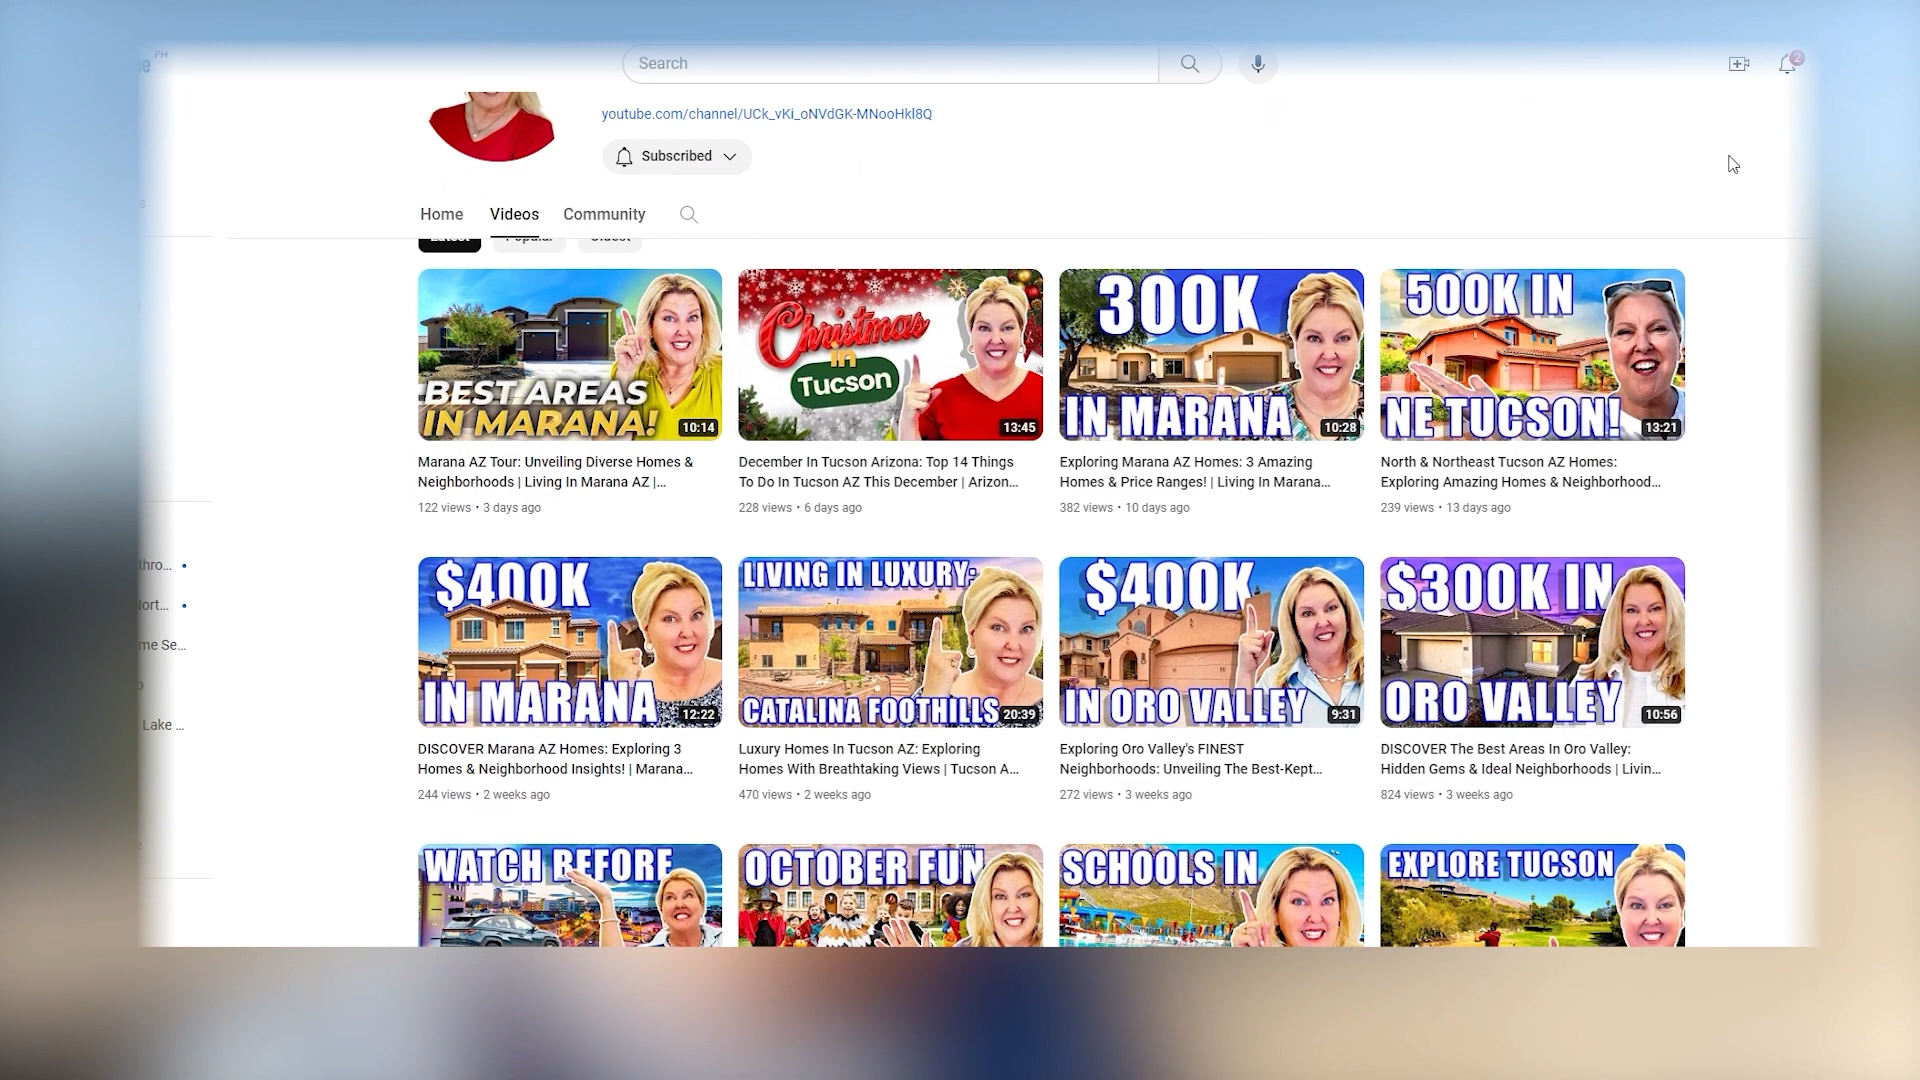 PH
Search
2
youtube.com/channel/UCk_vKi_oNVdGK-MNooHkl8Q
Subscribed
Home Videos Community
Latest Popular Oldest
BEST AREAS
IN MARANA!
10:14
Christmas
in
Tucson
13:45
300K
IN MARANA
10:28
500K IN
NE TUCSON!
13:21
Marana AZ Tour: Unveiling Diverse Homes &
Neighborhoods | Living In Marana AZ |...
122 views • 3 days ago
December In Tucson Arizona: Top 14 Things
To Do In Tucson AZ This December | Arizon...
228 views • 6 days ago
Exploring Marana AZ Homes: 3 Amazing
Homes & Price Ranges! | Living In Marana...
382 views • 10 days ago
North & Northeast Tucson AZ Homes:
Exploring Amazing Homes & Neighborhood...
239 views • 13 days ago
thro...
Nort...
me Se...
Lake ...
$400K
IN MARANA
12:22
LIVING IN LUXURY:
CATALINA FOOTHILLS
20:39
$400K
IN ORO VALLEY
9:31
$300K IN
ORO VALLEY
10:56
DISCOVER Marana AZ Homes: Exploring 3
Homes & Neighborhood Insights! | Marana...
244 views • 2 weeks ago
Luxury Homes In Tucson AZ: Exploring
Homes With Breathtaking Views | Tucson A...
470 views • 2 weeks ago
Exploring Oro Valley's FINEST
Neighborhoods: Unveiling The Best-Kept...
272 views • 3 weeks ago
DISCOVER The Best Areas In Oro Valley:
Hidden Gems & Ideal Neighborhoods | Livin...
824 views • 3 weeks ago
WATCH BEFORE
OCTOBER FUN
SCHOOLS IN
EXPLORE TUCSON